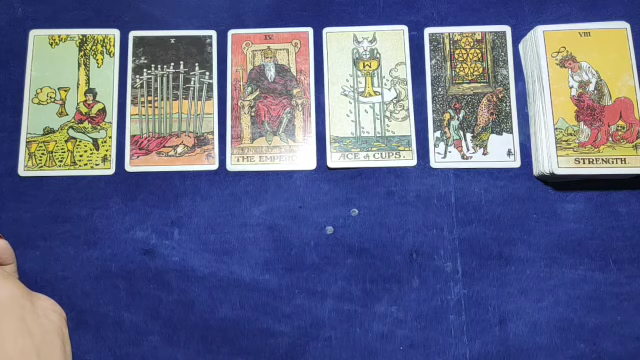 X
IV.
THE EMPEROR.
ACE of CUPS.
VIII
STRENGTH.